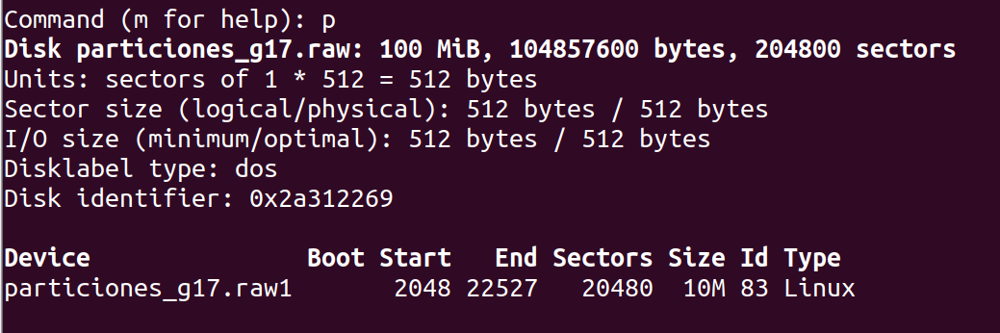 Command (m for help): p
Disk particiones_g17.raw: 100 MiB, 104857600 bytes, 204800 sectors
Units: sectors of 1 * 512 = 512 bytes
Sector size (logical/physical): 512 bytes / 512 bytes
I/O size (minimum/optimal): 512 bytes / 512 bytes
Disklabel type: dos
Disk identifier: 0x2a312269
Device Boot Start End Sectors Size Id Type
particiones_g17.raw1 2048 22527 20480 10M 83 Linux